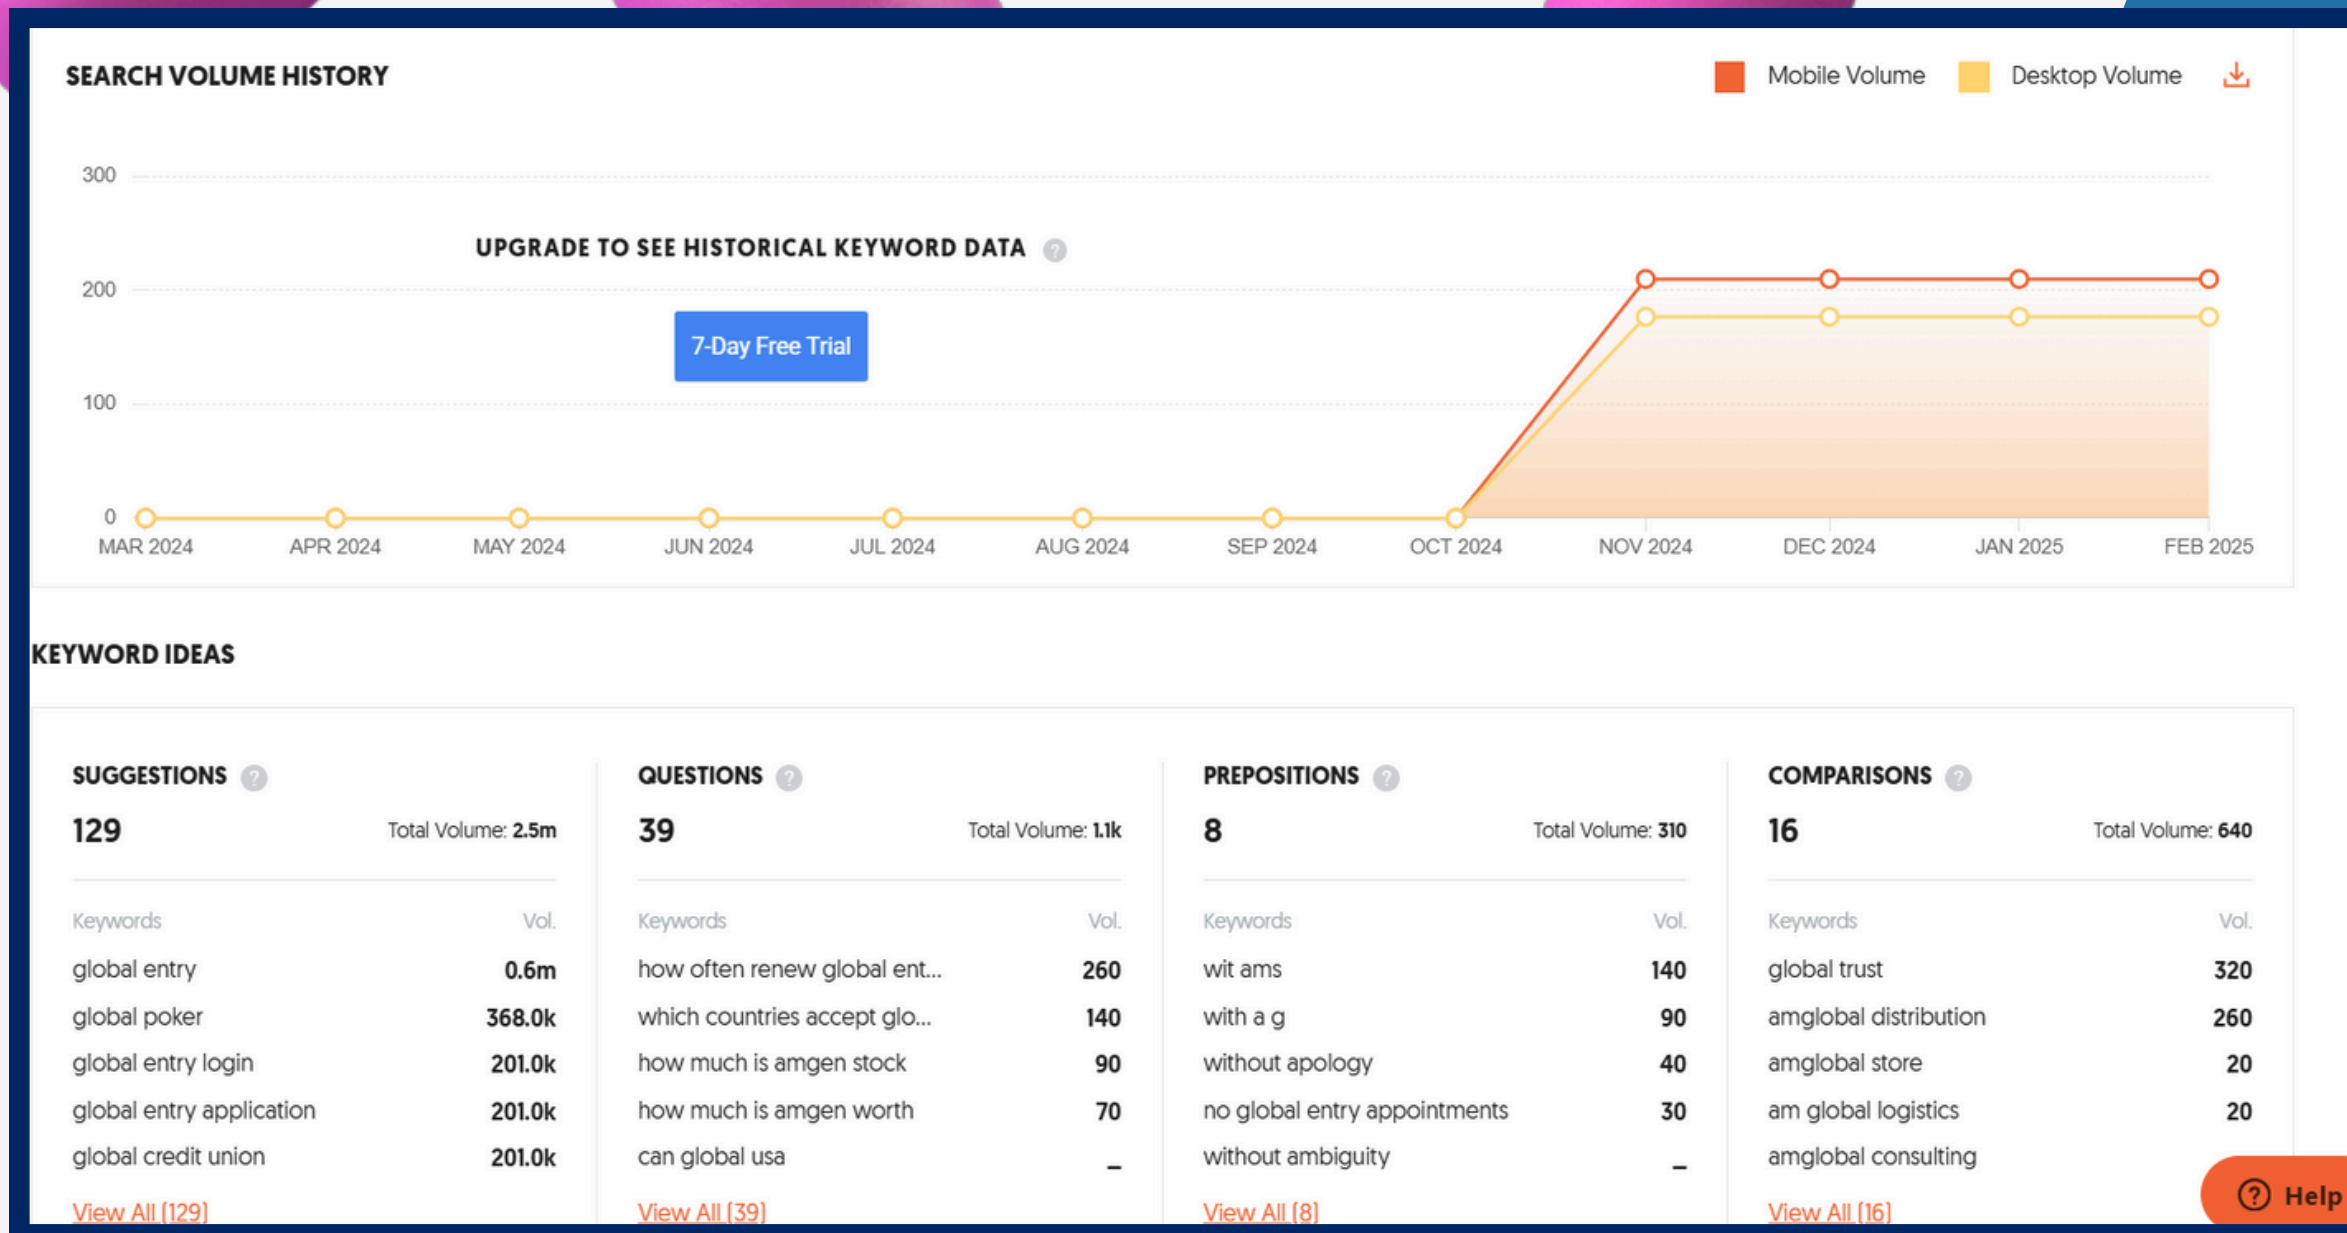 SEARCH VOLUME HISTORY
Mobile Volume
Desktop Volume
300
UPGRADE TO SEE HISTORICAL KEYWORD DATA ?
200
7-Day Free Trial
100
0
MAR 2024 APR 2024 MAY 2024 JUN 2024 JUL 2024 AUG 2024 SEP 2024 OCT 2024 NOV 2024 DEC 2024 JAN 2025 FEB 2025
KEYWORD IDEAS
SUGGESTIONS ?
129 Total Volume: 2.5m
Keywords Vol.
global entry 0.6m
global poker 368.0k
global entry login 201.0k
global entry application 201.0k
global credit union 201.0k
View All (129)
QUESTIONS ?
39 Total Volume: 1.1k
Keywords Vol.
how often renew global ent... 260
which countries accept glo... 140
how much is amgen stock 90
how much is amgen worth 70
can global usa –
View All (39)
PREPOSITIONS ?
8 Total Volume: 310
Keywords Vol.
wit ams 140
with a g 90
without apology 40
no global entry appointments 30
without ambiguity –
View All (8)
COMPARISONS ?
16 Total Volume: 640
Keywords Vol.
global trust 320
amglobal distribution 260
amglobal store 20
am global logistics 20
amglobal consulting
View All (16)
? Help